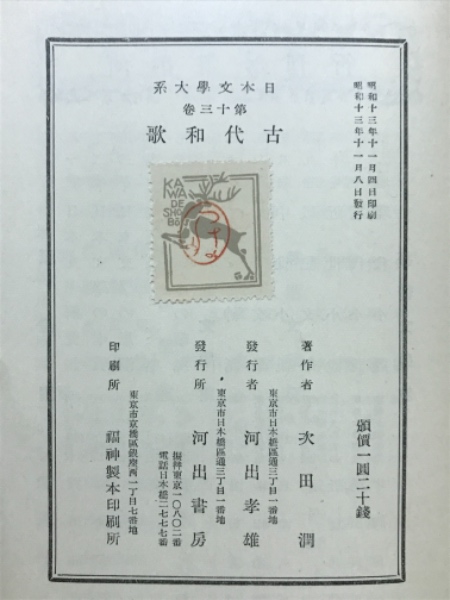 昭和十三年十一月四日印刷
昭和十三年十一月八日發行
日本文學大系
第十三卷
古代和歌
KA
WA
DE
SHO
BŌ
頒價一圓二十錢
著作者 次田潤
東京市日本橋區通三丁目一番地
發行者 河出孝雄
東京市日本橋區通三丁目一番地
發行所 河出書房
振替東京一〇八〇二番
電話日本橋二七七七番
東京市京橋區銀座西一丁目七番地
印刷所 福神製本印刷所